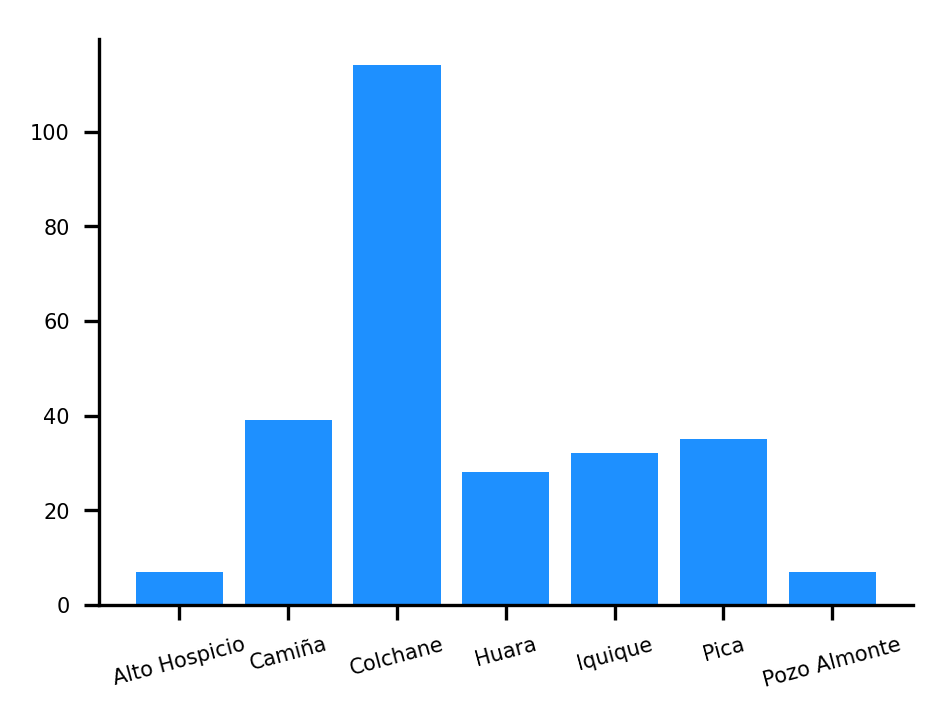 100
80
60
40
20
0
Alto Hospicio
Camiña
Colchane
Huara
Iquique
Pica
Pozo Almonte